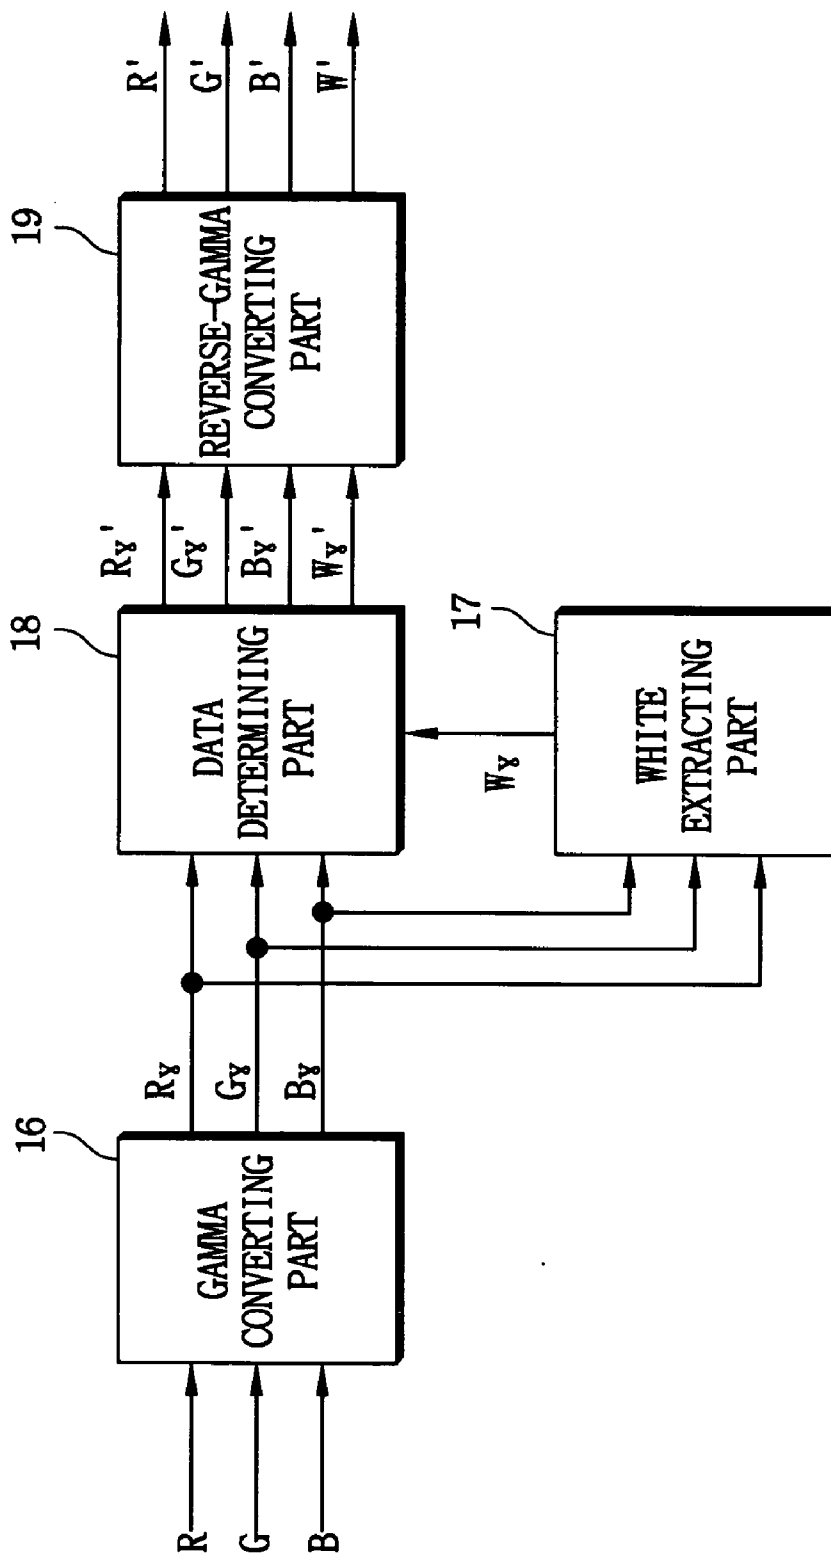 R
G
B
16
GAMMA
CONVERTING
PART
Rγ
Gγ
Bγ
18
DATA
DETERMINING
PART
17
WHITE
EXTRACTING
PART
Wγ
Rγ'
Gγ'
Bγ'
Wγ'
19
REVERSE-GAMMA
CONVERTING
PART
R'
G'
B'
W'